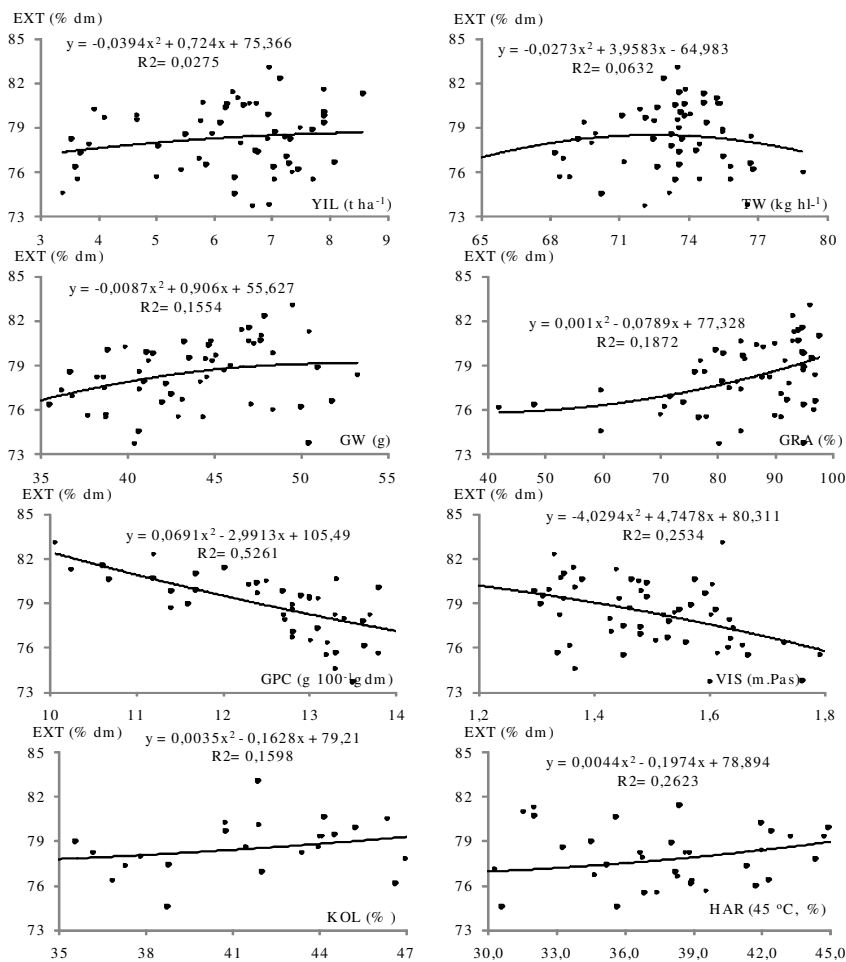 EXT (% dm)
y = -0,0394x² + 0,724x + 75,366
R2= 0,0275
85
82
79
76
73
3 4 5 6 7 8 9
YIL (t ha⁻¹)
EXT (% dm)
y = -0,0273x² + 3,9583x - 64,983
R2= 0,0632
85
82
79
76
73
65 68 71 74 77 80
TW (kg hl⁻¹)
EXT (% dm)
y = -0,0087x² + 0,906x + 55,627
R2= 0,1554
85
82
79
76
73
35 40 45 50 55
GW (g)
EXT (% dm)
y = 0,001x² - 0,0789x + 77,328
R2= 0,1872
85
82
79
76
73
40 50 60 70 80 90 100
GRA (%)
EXT (% dm)
y = 0,0691x² - 2,9913x + 105,49
R2= 0,5261
85
82
79
76
73
10 11 12 13 14
GPC (g 100⁻¹g dm)
EXT (% dm)
y = -4,0294x² + 4,7478x + 80,311
R2= 0,2534
85
82
79
76
73
1,2 1,4 1,6 1,8
VIS (m.Pas)
EXT (% dm)
y = 0,0035x² - 0,1628x + 79,21
R2= 0,1598
85
82
79
76
73
35 38 41 44 47
KOL (% )
EXT (% dm)
y = 0,0044x² - 0,1974x + 78,894
R2= 0,2623
85
82
79
76
73
30,0 33,0 36,0 39,0 42,0 45,0
HAR (45 °C, %)